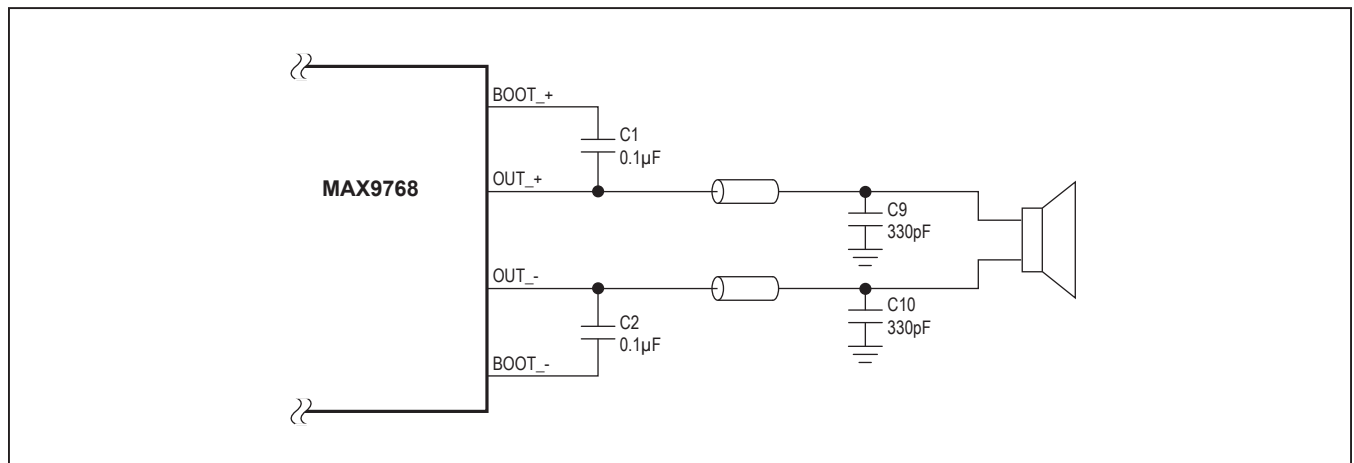 BOOT_+
C1
0.1µF
MAX9768
OUT_+
C9
330pF
OUT_-
C10
330pF
C2
0.1µF
BOOT_-